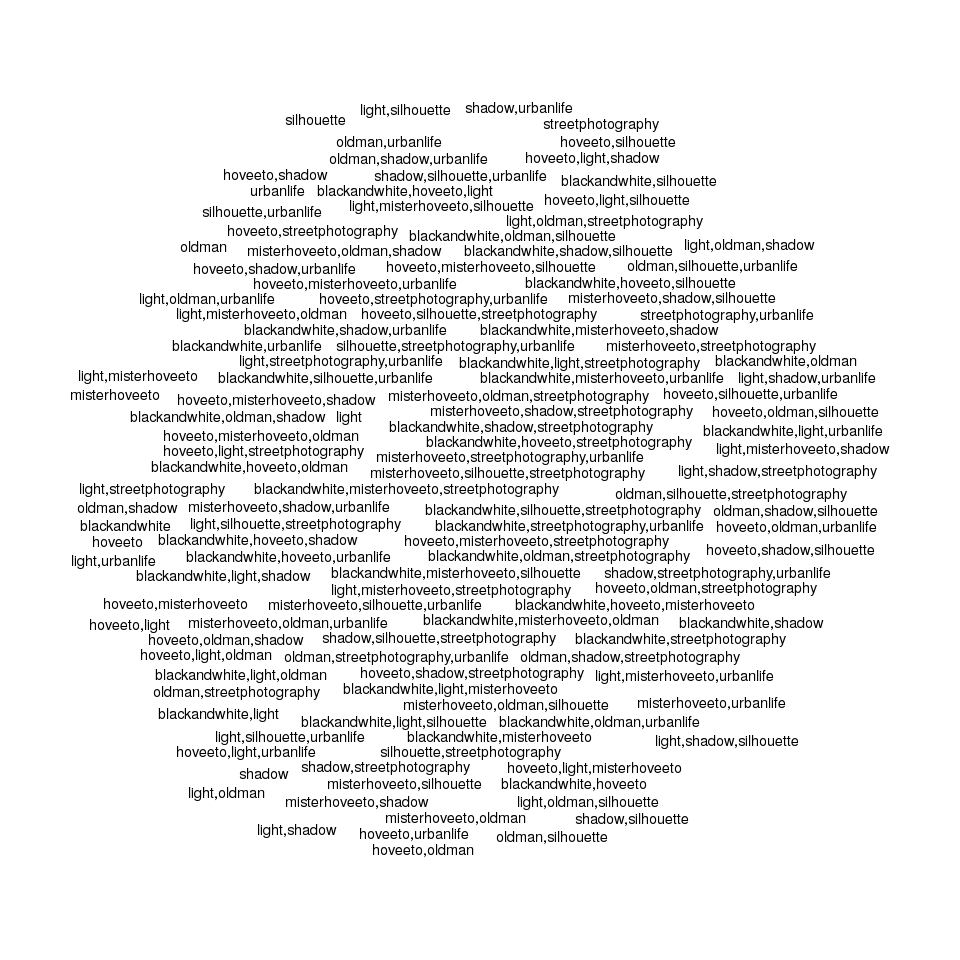 light,silhouette shadow,urbanlife
silhouette streetphotography
oldman,urbanlife hoveeto,silhouette
oldman,shadow,urbanlife hoveeto,light,shadow
hoveeto,shadow shadow,silhouette,urbanlife blackandwhite,silhouette
urbanlife blackandwhite,hoveeto,light
silhouette,urbanlife light,misterhoveeto,silhouette hoveeto,light,silhouette
light,oldman,streetphotography
hoveeto,streetphotography blackandwhite,oldman,silhouette
oldman misterhoveeto,oldman,shadow blackandwhite,shadow,silhouette light,oldman,shadow
hoveeto,shadow,urbanlife hoveeto,misterhoveeto,silhouette oldman,silhouette,urbanlife
hoveeto,misterhoveeto,urbanlife blackandwhite,hoveeto,silhouette
light,oldman,urbanlife hoveeto,streetphotography,urbanlife misterhoveeto,shadow,silhouette
light,misterhoveeto,oldman hoveeto,silhouette,streetphotography streetphotography,urbanlife
blackandwhite,shadow,urbanlife blackandwhite,misterhoveeto,shadow
blackandwhite,urbanlife silhouette,streetphotography,urbanlife misterhoveeto,streetphotography
light,streetphotography,urbanlife blackandwhite,light,streetphotography blackandwhite,oldman
light,misterhoveeto blackandwhite,silhouette,urbanlife blackandwhite,misterhoveeto,urbanlife light,shadow,urbanlife
misterhoveeto hoveeto,misterhoveeto,shadow misterhoveeto,oldman,streetphotography hoveeto,silhouette,urbanlife
blackandwhite,oldman,shadow light misterhoveeto,shadow,streetphotography hoveeto,oldman,silhouette
blackandwhite,shadow,streetphotography blackandwhite,light,urbanlife
hoveeto,misterhoveeto,oldman blackandwhite,hoveeto,streetphotography
hoveeto,light,streetphotography misterhoveeto,streetphotography,urbanlife light,misterhoveeto,shadow
blackandwhite,hoveeto,oldman misterhoveeto,silhouette,streetphotography light,shadow,streetphotography
light,streetphotography blackandwhite,misterhoveeto,streetphotography oldman,silhouette,streetphotography
oldman,shadow misterhoveeto,shadow,urbanlife blackandwhite,silhouette,streetphotography oldman,shadow,silhouette
blackandwhite light,silhouette,streetphotography blackandwhite,streetphotography,urbanlife hoveeto,oldman,urbanlife
hoveeto blackandwhite,hoveeto,shadow hoveeto,misterhoveeto,streetphotography hoveeto,shadow,silhouette
light,urbanlife blackandwhite,hoveeto,urbanlife blackandwhite,oldman,streetphotography
blackandwhite,light,shadow blackandwhite,misterhoveeto,silhouette shadow,streetphotography,urbanlife
light,misterhoveeto,streetphotography hoveeto,oldman,streetphotography
hoveeto,misterhoveeto misterhoveeto,silhouette,urbanlife blackandwhite,hoveeto,misterhoveeto
hoveeto,light misterhoveeto,oldman,urbanlife blackandwhite,misterhoveeto,oldman blackandwhite,shadow
hoveeto,oldman,shadow shadow,silhouette,streetphotography blackandwhite,streetphotography
hoveeto,light,oldman oldman,streetphotography,urbanlife oldman,shadow,streetphotography
blackandwhite,light,oldman hoveeto,shadow,streetphotography light,misterhoveeto,urbanlife
oldman,streetphotography blackandwhite,light,misterhoveeto
misterhoveeto,oldman,silhouette misterhoveeto,urbanlife
blackandwhite,light blackandwhite,light,silhouette blackandwhite,oldman,urbanlife
light,silhouette,urbanlife blackandwhite,misterhoveeto light,shadow,silhouette
hoveeto,light,urbanlife silhouette,streetphotography
shadow shadow,streetphotography hoveeto,light,misterhoveeto
misterhoveeto,silhouette blackandwhite,hoveeto
light,oldman misterhoveeto,shadow light,oldman,silhouette
misterhoveeto,oldman shadow,silhouette
light,shadow hoveeto,urbanlife oldman,silhouette
hoveeto,oldman